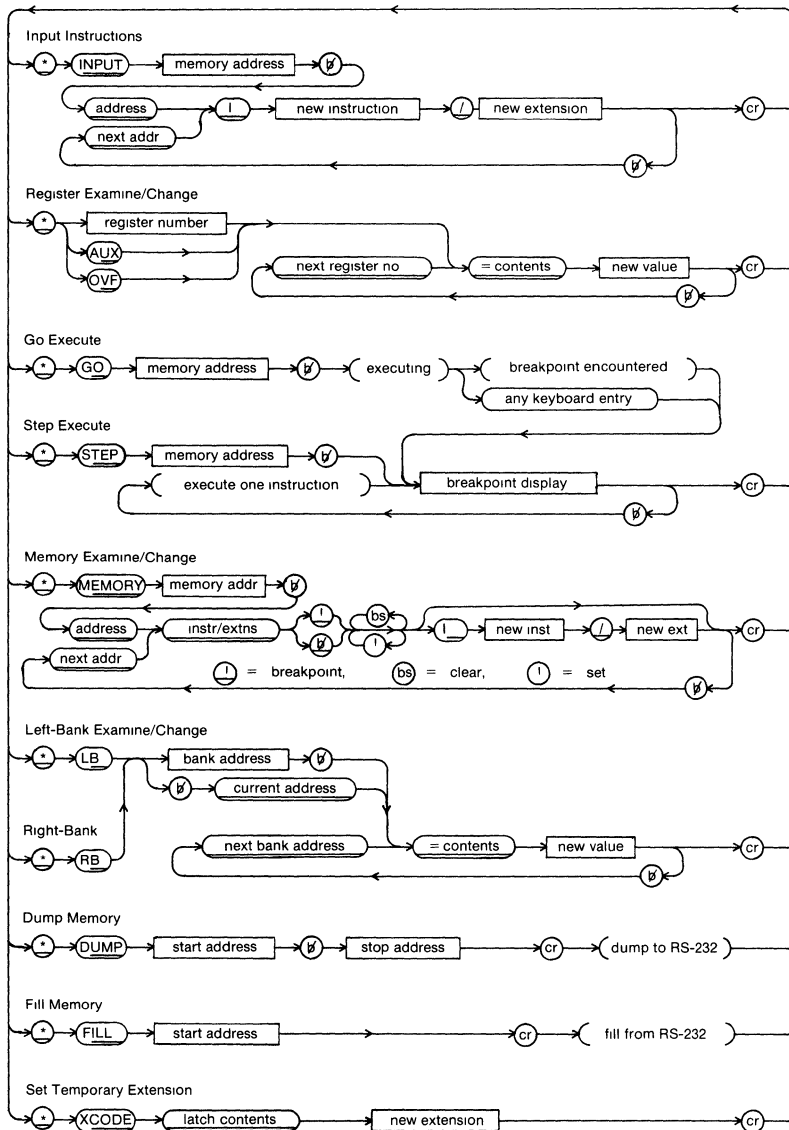 Input Instructions
* INPUT memory address b̸
address I new instruction / new extension cr
next addr
b̸
Register Examine/Change
* register number
AUX
OVF
next register no = contents new value cr
b̸
Go Execute
* GO memory address b̸ executing breakpoint encountered
any keyboard entry
Step Execute
* STEP memory address b̸
execute one instruction breakpoint display cr
b̸
Memory Examine/Change
* MEMORY memory addr b̸
address instr/extns ! b̸ bs ! I new inst / new ext cr
next addr
! = breakpoint, bs = clear, ! = set
b̸
Left-Bank Examine/Change
* LB bank address b̸
b̸ current address
Right-Bank
* RB next bank address = contents new value cr
b̸
Dump Memory
* DUMP start address b̸ stop address cr dump to RS-232
Fill Memory
* FILL start address cr fill from RS-232
Set Temporary Extension
* XCODE latch contents new extension cr